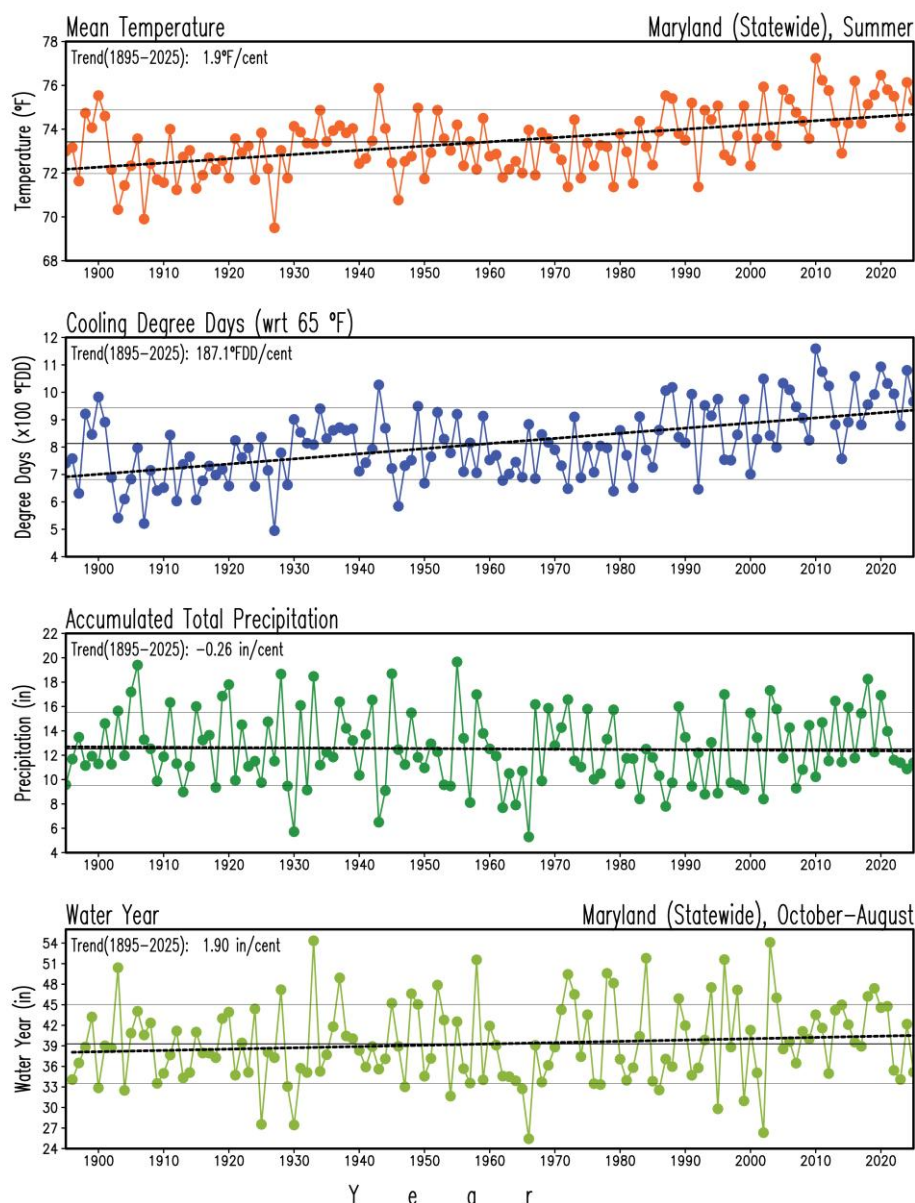 Mean Temperature Maryland (Statewide), Summer
Trend(1895-2025): 1.9°F/cent
Temperature (°F)
78
76
74
72
70
68
1900 1910 1920 1930 1940 1950 1960 1970 1980 1990 2000 2010 2020
Cooling Degree Days (wrt 65 °F)
Trend(1895-2025): 187.1°FDD/cent
Degree Days (x100 °FDD)
12
11
10
9
8
7
6
5
4
1900 1910 1920 1930 1940 1950 1960 1970 1980 1990 2000 2010 2020
Accumulated Total Precipitation
Trend(1895-2025): -0.26 in/cent
Precipitation (in)
22
20
18
16
14
12
10
8
6
4
1900 1910 1920 1930 1940 1950 1960 1970 1980 1990 2000 2010 2020
Water Year Maryland (Statewide), October-August
Trend(1895-2025): 1.90 in/cent
Water Year (in)
54
51
48
45
42
39
36
33
30
27
24
1900 1910 1920 1930 1940 1950 1960 1970 1980 1990 2000 2010 2020
Y e a r